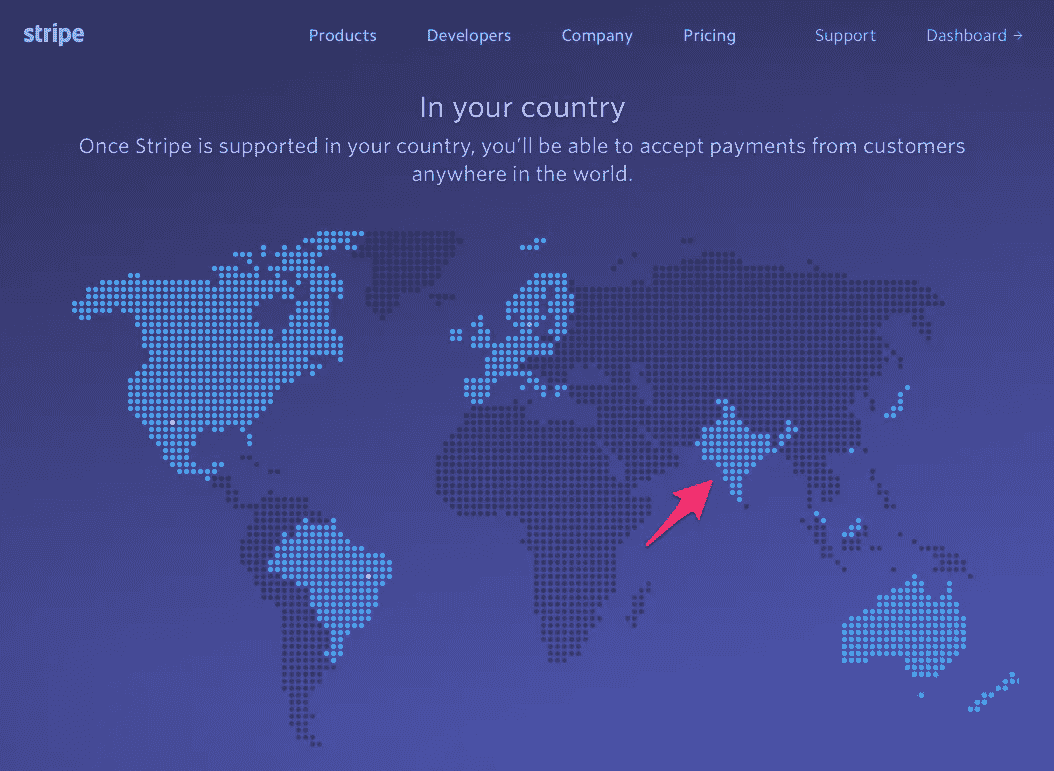 stripe Products Developers Company Pricing Support Dashboard →
In your country
Once Stripe is supported in your country, you'll be able to accept payments from customers
anywhere in the world.